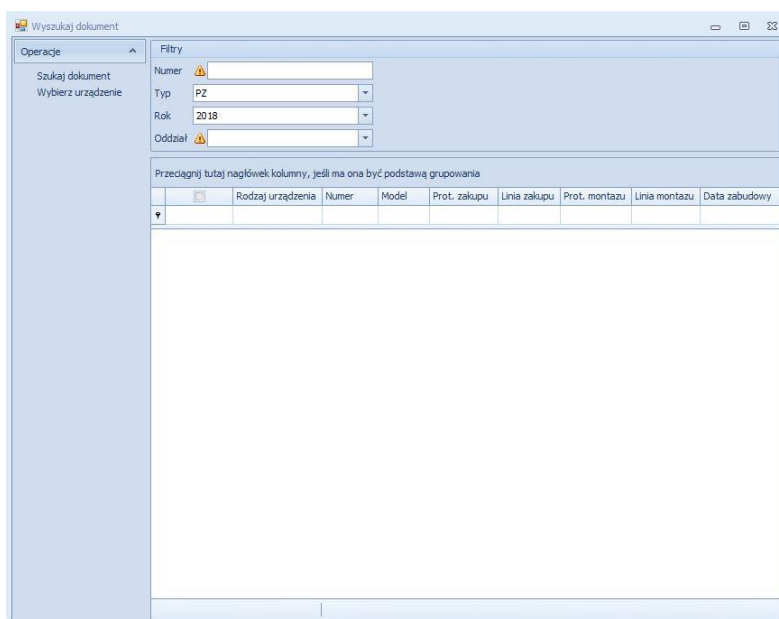 Wyszukaj dokument
Operacje
Szukaj dokument
Wybierz urządzenie
Filtry
Numer
Typ PZ
Rok 2018
Oddział
Przeciągnij tutaj nagłówek kolumny, jeśli ma ona być podstawą grupowania
Rodzaj urządzenia Numer Model Prot. zakupu Linia zakupu Prot. montazu Linia montazu Data zabudowy